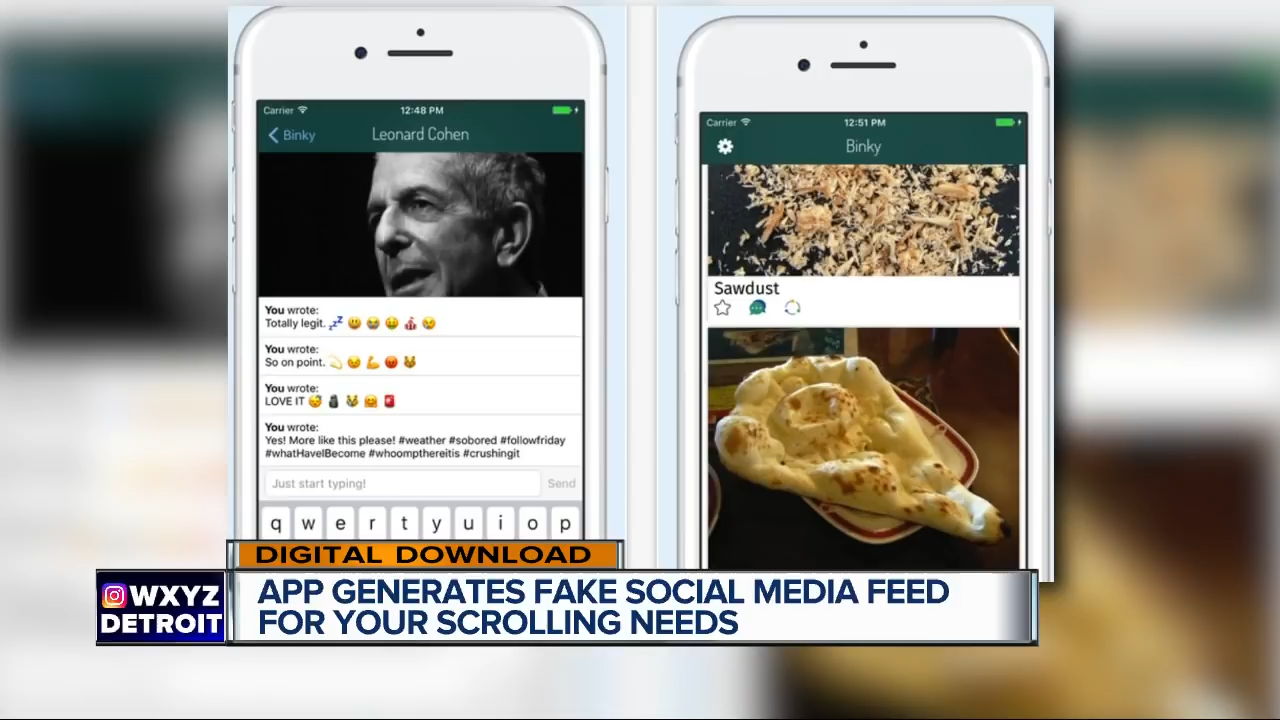 Carrier
12:48 PM
Binky
Leonard Cohen
You wrote:
Totally legit. 💤 😃 😭 🤑 🎪 😢
You wrote:
So on point. 💫 😉 💪 😡 😼
You wrote:
LOVE IT 😴 😿 🤗 🚨
You wrote:
Yes! More like this please! #weather #sobored #followfriday
#whatHaveIBecome #whoompthereitis #crushingit
Just start typing!
Send
q w e r t y u i o p
Carrier
12:51 PM
Binky
Sawdust
DIGITAL DOWNLOAD
WXYZ
DETROIT
APP GENERATES FAKE SOCIAL MEDIA FEED
FOR YOUR SCROLLING NEEDS